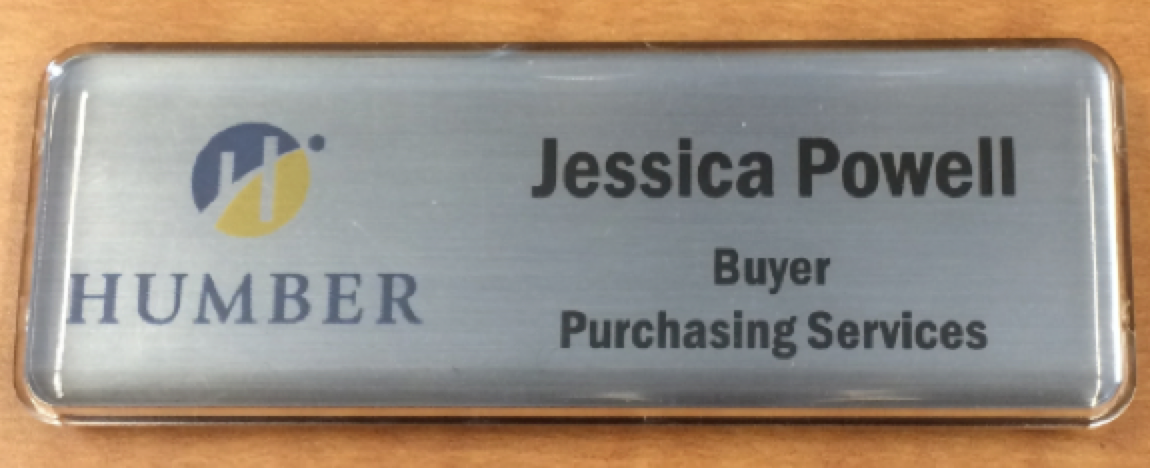 HUMBER
Jessica Powell
Buyer
Purchasing Services